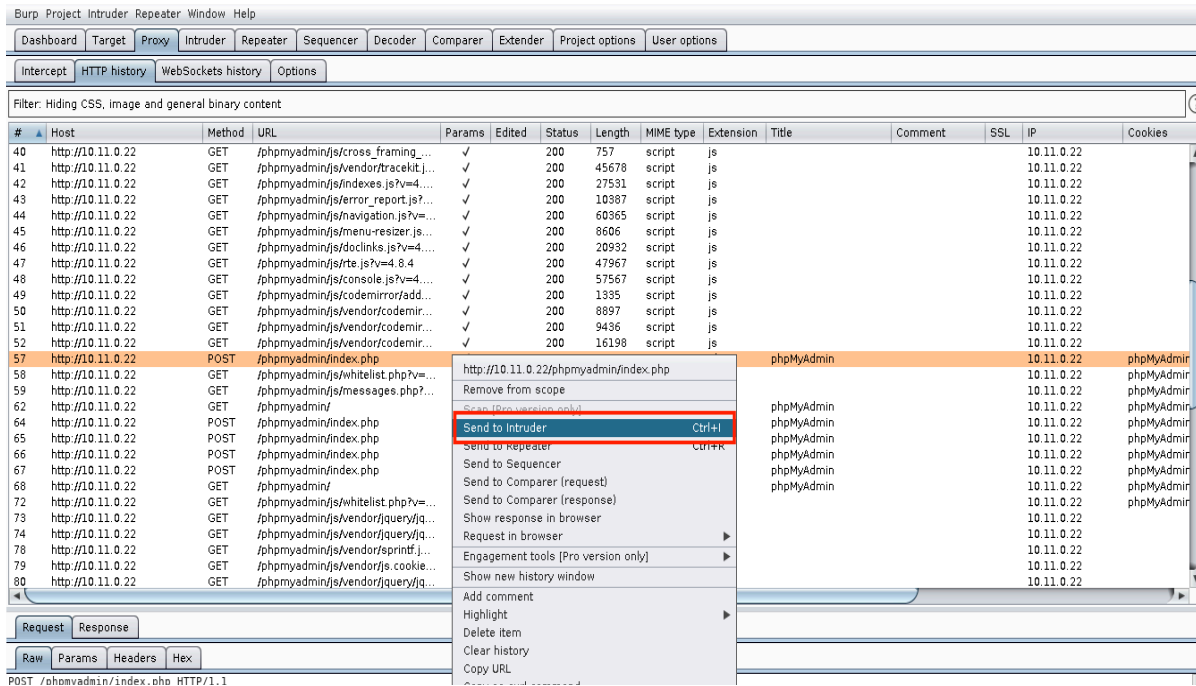 Burp Project Intruder Repeater Window Help
Dashboard Target Proxy Intruder Repeater Sequencer Decoder Comparer Extender Project options User options
Intercept HTTP history WebSockets history Options
Filter: Hiding CSS, image and general binary content
# Host Method URL Params Edited Status Length MIME type Extension Title Comment SSL IP Cookies
40 http://10.11.0.22 GET /phpmyadmin/js/cross_framing_... ✓ 200 757 script js 10.11.0.22
41 http://10.11.0.22 GET /phpmyadmin/js/vendor/tracekit.j... ✓ 200 45678 script js 10.11.0.22
42 http://10.11.0.22 GET /phpmyadmin/js/indexes.js?v=4.... ✓ 200 27531 script js 10.11.0.22
43 http://10.11.0.22 GET /phpmyadmin/js/error_report.js?... ✓ 200 10387 script js 10.11.0.22
44 http://10.11.0.22 GET /phpmyadmin/js/navigation.js?v=... ✓ 200 60365 script js 10.11.0.22
45 http://10.11.0.22 GET /phpmyadmin/js/menu-resizer.js... ✓ 200 8606 script js 10.11.0.22
46 http://10.11.0.22 GET /phpmyadmin/js/doclinks.js?v=4.... ✓ 200 20932 script js 10.11.0.22
47 http://10.11.0.22 GET /phpmyadmin/js/rte.js?v=4.8.4 ✓ 200 47967 script js 10.11.0.22
48 http://10.11.0.22 GET /phpmyadmin/js/console.js?v=4.... ✓ 200 57567 script js 10.11.0.22
49 http://10.11.0.22 GET /phpmyadmin/js/codemirror/add... ✓ 200 1335 script js 10.11.0.22
50 http://10.11.0.22 GET /phpmyadmin/js/vendor/codemir... ✓ 200 8897 script js 10.11.0.22
51 http://10.11.0.22 GET /phpmyadmin/js/vendor/codemir... ✓ 200 9436 script js 10.11.0.22
52 http://10.11.0.22 GET /phpmyadmin/js/vendor/codemir... ✓ 200 16198 script js 10.11.0.22
57 http://10.11.0.22 POST /phpmyadmin/index.php phpMyAdmin 10.11.0.22 phpMyAdmin
58 http://10.11.0.22 GET /phpmyadmin/js/whitelist.php?v=... 10.11.0.22 phpMyAdmin
59 http://10.11.0.22 GET /phpmyadmin/js/messages.php?... 10.11.0.22 phpMyAdmin
62 http://10.11.0.22 GET /phpmyadmin/ phpMyAdmin 10.11.0.22 phpMyAdmin
64 http://10.11.0.22 POST /phpmyadmin/index.php phpMyAdmin 10.11.0.22 phpMyAdmin
65 http://10.11.0.22 POST /phpmyadmin/index.php phpMyAdmin 10.11.0.22 phpMyAdmin
66 http://10.11.0.22 POST /phpmyadmin/index.php phpMyAdmin 10.11.0.22 phpMyAdmin
67 http://10.11.0.22 POST /phpmyadmin/index.php phpMyAdmin 10.11.0.22 phpMyAdmin
68 http://10.11.0.22 GET /phpmyadmin/ phpMyAdmin 10.11.0.22 phpMyAdmin
72 http://10.11.0.22 GET /phpmyadmin/js/whitelist.php?v=... 10.11.0.22 phpMyAdmin
73 http://10.11.0.22 GET /phpmyadmin/js/vendor/jquery/jq... 10.11.0.22
74 http://10.11.0.22 GET /phpmyadmin/js/vendor/jquery/jq... 10.11.0.22
78 http://10.11.0.22 GET /phpmyadmin/js/vendor/sprintf.j... 10.11.0.22
79 http://10.11.0.22 GET /phpmyadmin/js/vendor/js.cookie... 10.11.0.22
80 http://10.11.0.22 GET /phpmyadmin/js/vendor/jquery/jq... 10.11.0.22
http://10.11.0.22/phpmyadmin/index.php
Remove from scope
Scan [Pro version only]
Send to Intruder Ctrl+I
Send to Repeater Ctrl+R
Send to Sequencer
Send to Comparer (request)
Send to Comparer (response)
Show response in browser
Request in browser
Engagement tools [Pro version only]
Show new history window
Add comment
Highlight
Delete item
Clear history
Copy URL
Copy as curl command
Request Response
Raw Params Headers Hex
POST /phpmyadmin/index.php HTTP/1.1